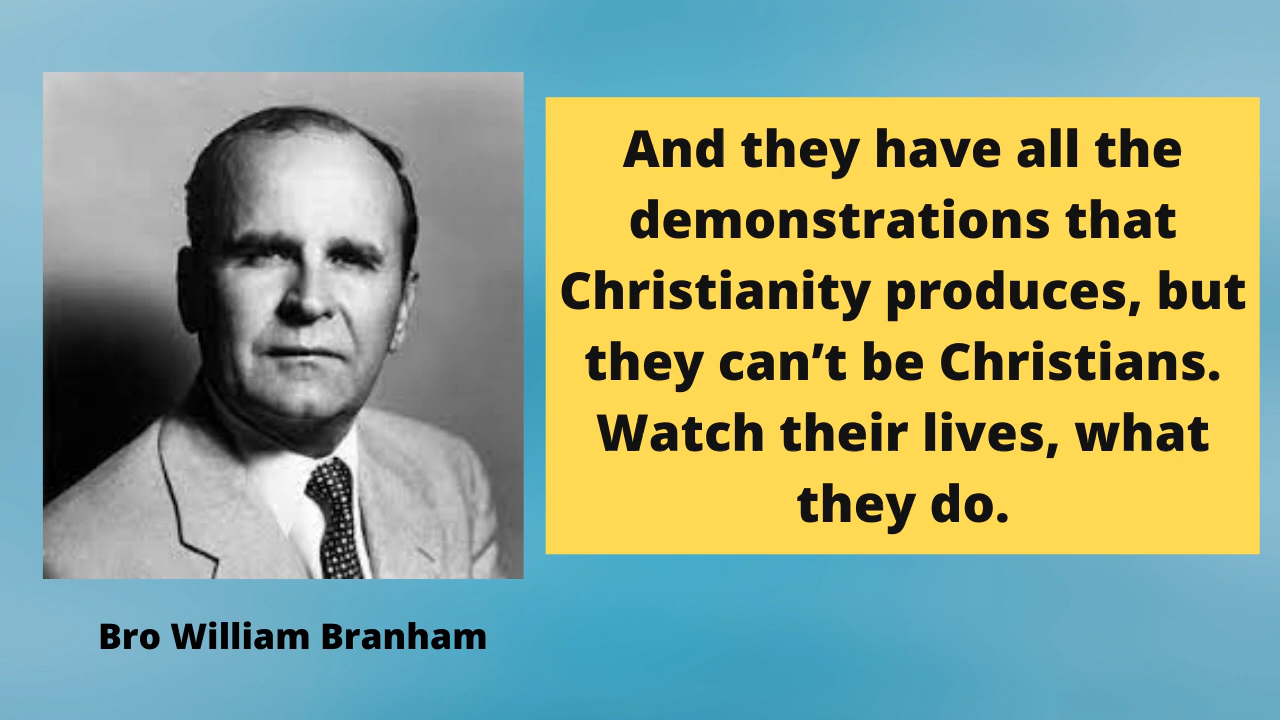 And they have all the
demonstrations that
Christianity produces, but
they can’t be Christians.
Watch their lives, what
they do.
Bro William Branham